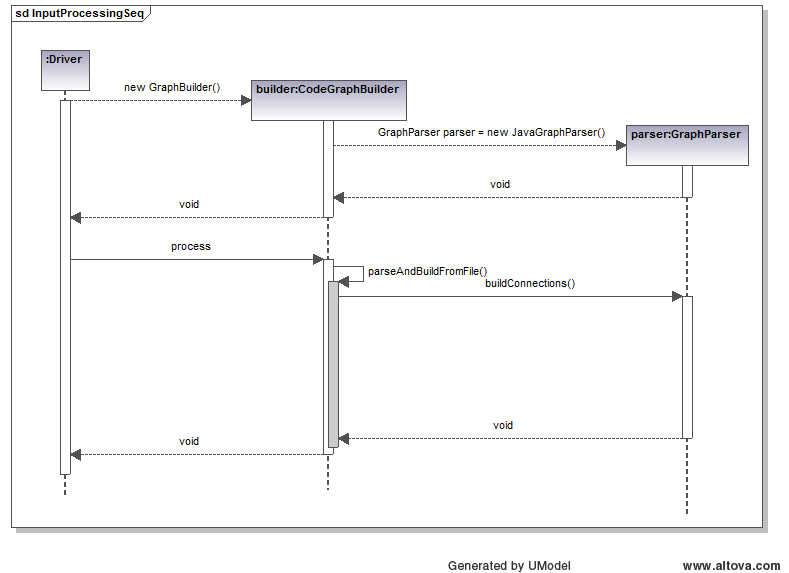 sd InputProcessingSeq
:Driver
new GraphBuilder()
builder:CodeGraphBuilder
GraphParser parser = new JavaGraphParser()
parser:GraphParser
void
void
process
parseAndBuildFromFile()
buildConnections()
void
void
Generated by UModel
www.altova.com